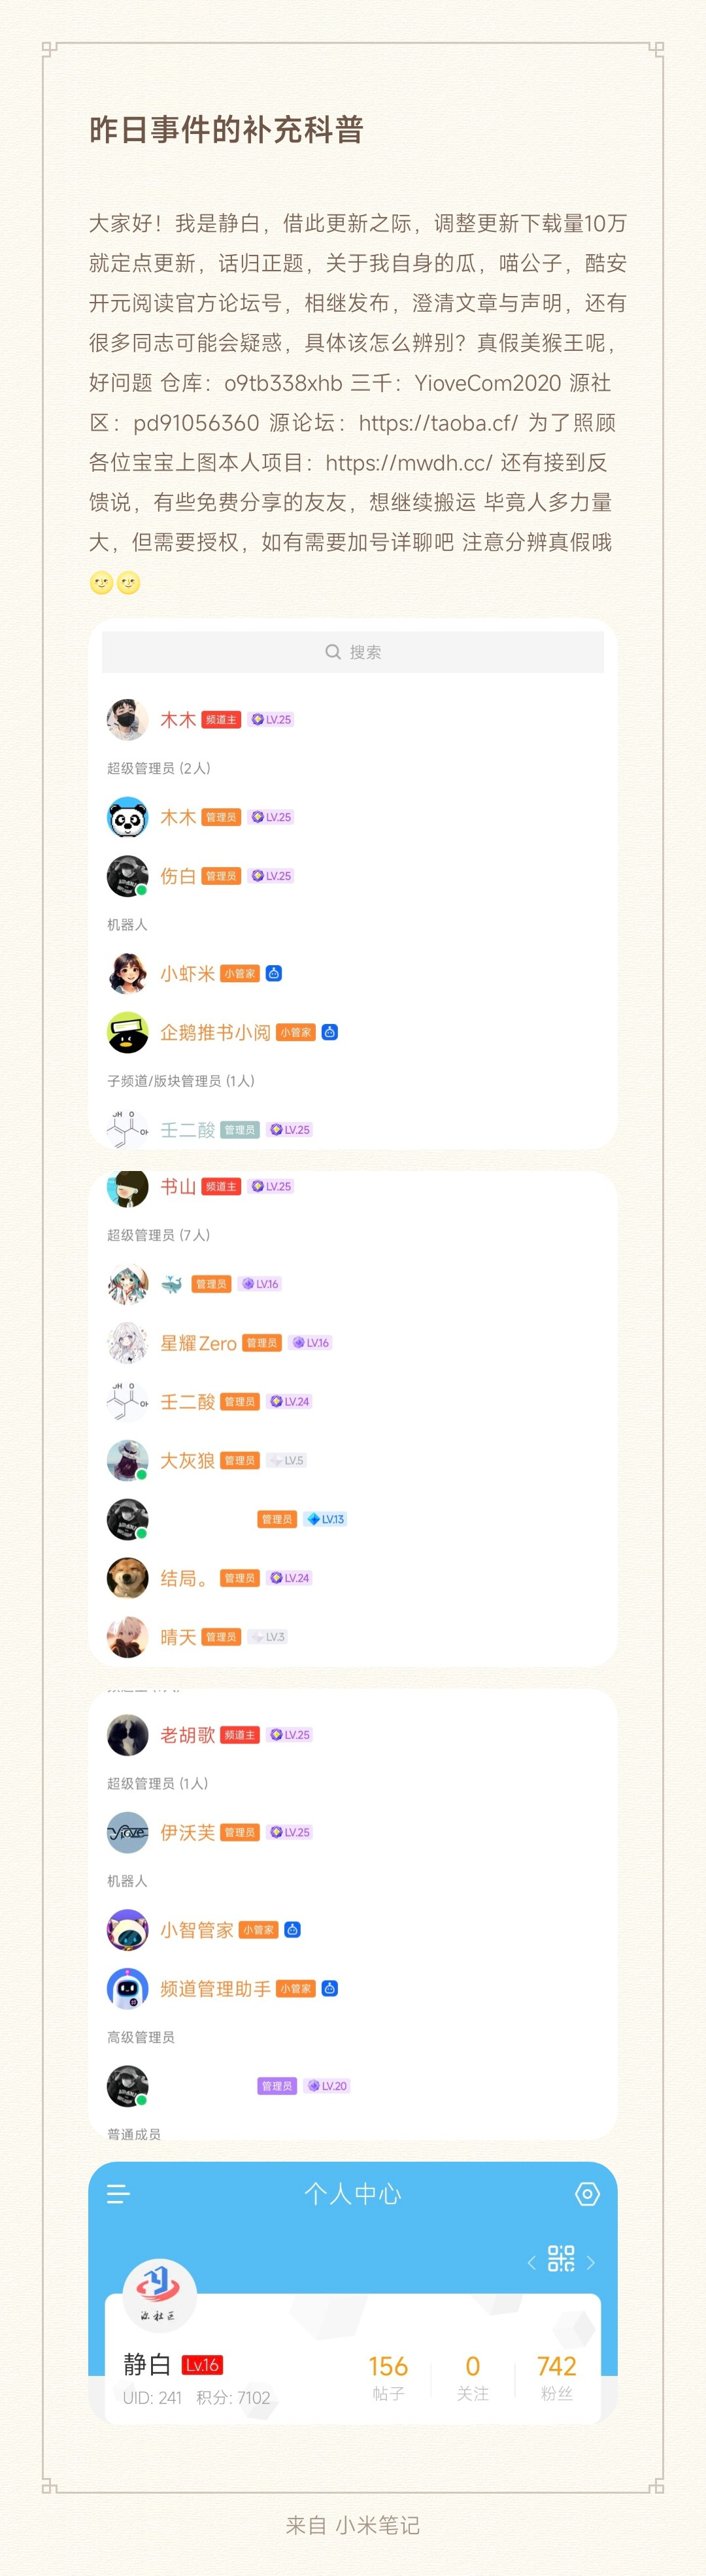 昨日事件的补充科普
大家好！我是静白，借此更新之际，调整更新下载量10万
就定点更新，话归正题，关于我自身的瓜，喵公子，酷安
开元阅读官方论坛号，相继发布，澄清文章与声明，还有
很多同志可能会疑惑，具体该怎么辨别？真假美猴王呢，
好问题 仓库：o9tb338xhb 三千：YioveCom2020 源社
区：pd91056360 源论坛：https://taoba.cf/ 为了照顾
各位宝宝上图本人项目：https://mwdh.cc/ 还有接到反
馈说，有些免费分享的友友，想继续搬运 毕竟人多力量
大，但需要授权，如有需要加号详聊吧 注意分辨真假哦
🌝🌝
搜索
木木 频道主 LV.25
超级管理员 (2人)
木木 管理员 LV.25
伤白 管理员 LV.25
机器人
小虾米 小管家
企鹅推书小阅 小管家
子频道/版块管理员 (1人)
OH O
OH
壬二酸 管理员 LV.25
书山 频道主 LV.25
超级管理员 (7人)
🐳 管理员 LV.16
星耀Zero 管理员 LV.16
OH O
OH
壬二酸 管理员 LV.24
大灰狼 管理员 LV.5
管理员 LV.13
结局。 管理员 LV.24
晴天 管理员 LV.3
老胡歌 频道主 LV.25
超级管理员 (1人)
yiove
伊沃芙 管理员 LV.25
机器人
小智管家 小管家
频道管理助手 小管家
高级管理员
管理员 LV.20
普通成员
个人中心
源社区
静白 Lv.16
156 0 742
UID: 241 积分: 7102 帖子 关注 粉丝
来自 小米笔记